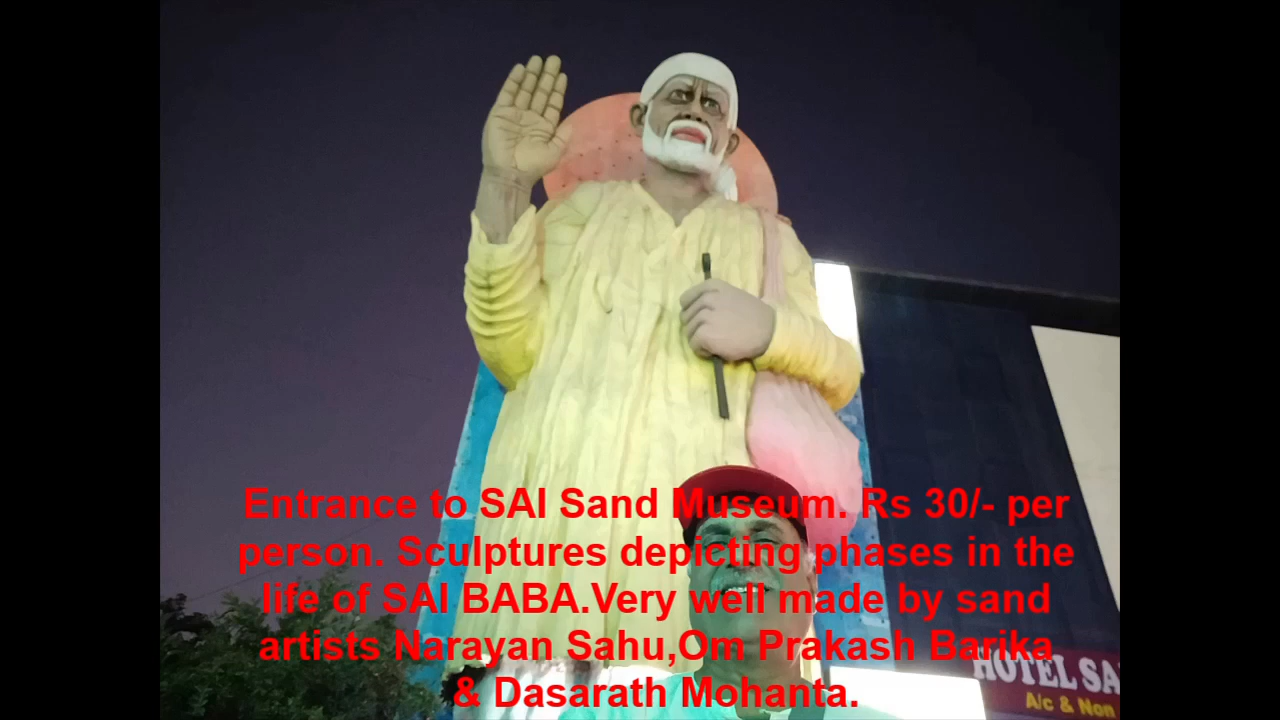 Entrance to SAI Sand Museum. Rs 30/- per
person. Sculptures depicting phases in the
life of SAI BABA.Very well made by sand
artists Narayan Sahu,Om Prakash Barika
& Dasarath Mohanta.
HOTEL SA
A/c & Non